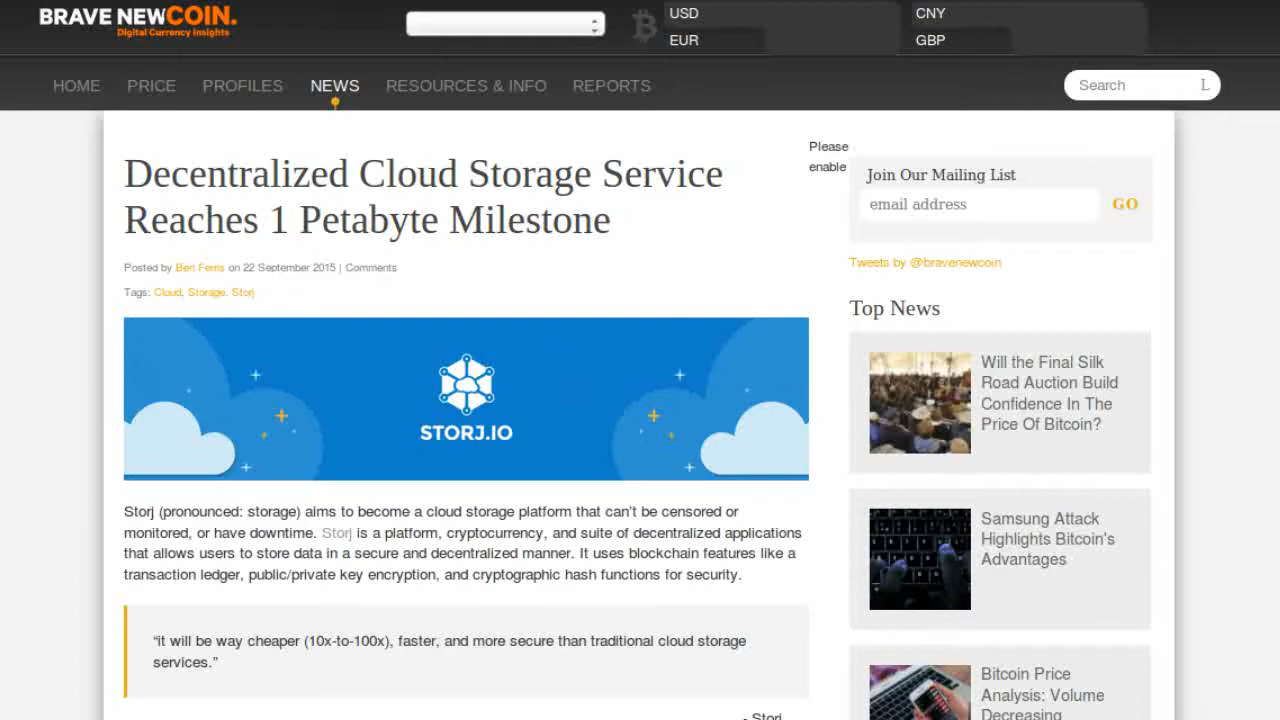 BRAVE NEWCOIN.
Digital Currency Insights
USD
EUR
CNY
GBP
HOME
PRICE
PROFILES
NEWS
RESOURCES & INFO
REPORTS
Search
L
Decentralized Cloud Storage Service
Reaches 1 Petabyte Milestone
Posted by Ben Ferris on 22 September 2015 | Comments
Tags: Cloud, Storage, Storj
STORJ.IO
Storj (pronounced: storage) aims to become a cloud storage platform that can't be censored or
monitored, or have downtime. Storj is a platform, cryptocurrency, and suite of decentralized applications
that allows users to store data in a secure and decentralized manner. It uses blockchain features like a
transaction ledger, public/private key encryption, and cryptographic hash functions for security.
“it will be way cheaper (10x-to-100x), faster, and more secure than traditional cloud storage
services.”
- Storj
Please
enable
Join Our Mailing List
email address
GO
Tweets by @bravenewcoin
Top News
Will the Final Silk
Road Auction Build
Confidence In The
Price Of Bitcoin?
Samsung Attack
Highlights Bitcoin's
Advantages
Bitcoin Price
Analysis: Volume
Decreasing